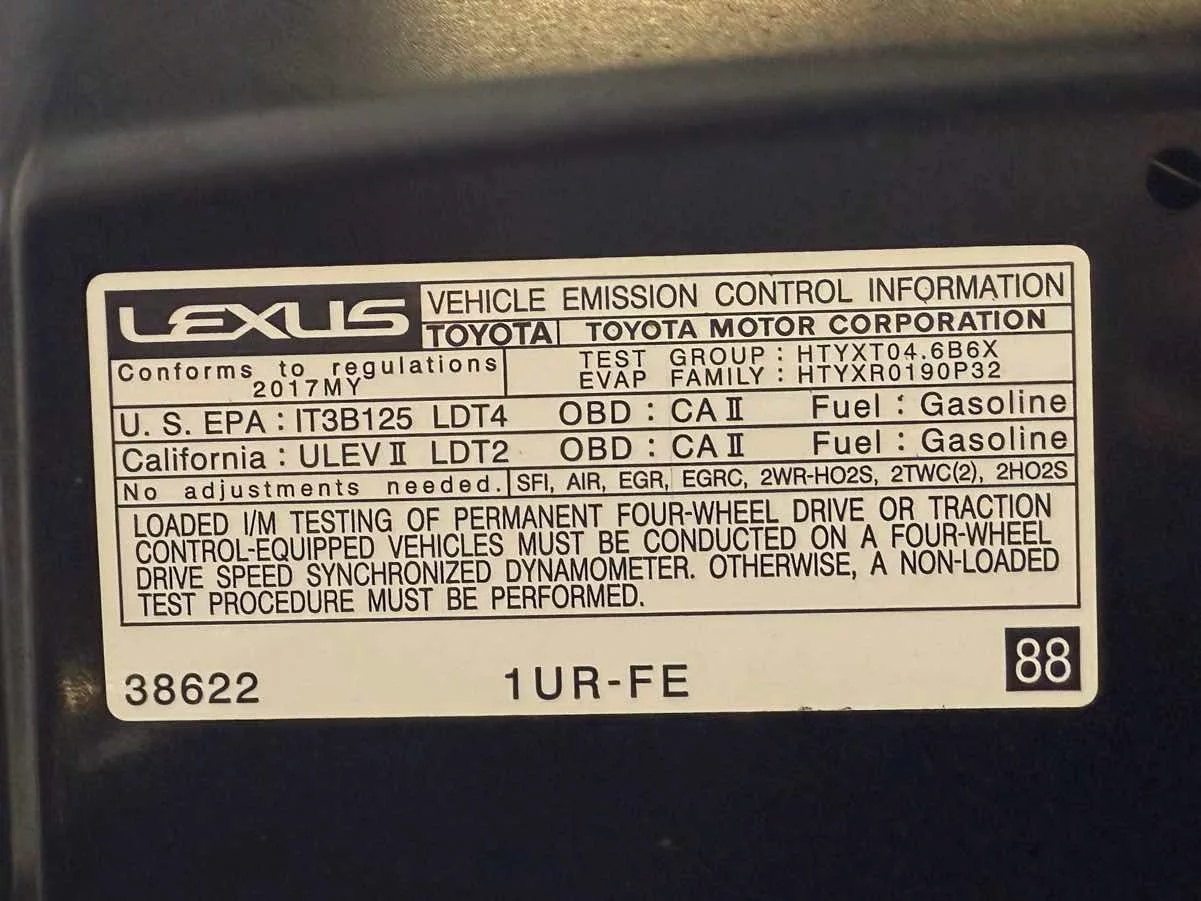 LEXUS VEHICLE EMISSION CONTROL INFORMATION
TOYOTA TOYOTA MOTOR CORPORATION
Conforms to regulations
2017MY
TEST GROUP : HTYXT04.6B6X
EVAP FAMILY : HTYXR0190P32
U. S. EPA : IT3B125 LDT4 OBD : CA II Fuel : Gasoline
California : ULEV II LDT2 OBD : CA II Fuel : Gasoline
No adjustments needed. SFI, AIR, EGR, EGRC, 2WR-HO2S, 2TWC(2), 2HO2S
LOADED I/M TESTING OF PERMANENT FOUR-WHEEL DRIVE OR TRACTION
CONTROL-EQUIPPED VEHICLES MUST BE CONDUCTED ON A FOUR-WHEEL
DRIVE SPEED SYNCHRONIZED DYNAMOMETER. OTHERWISE, A NON-LOADED
TEST PROCEDURE MUST BE PERFORMED.
38622 1UR-FE 88